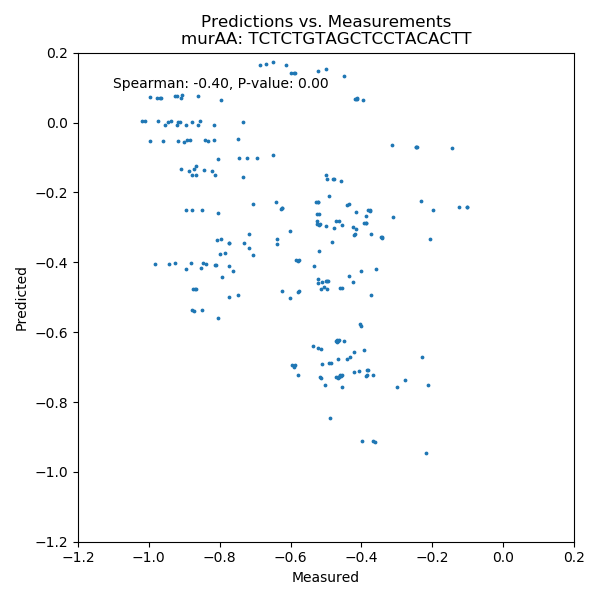 Predictions vs. Measurements
murAA: TCTCTGTAGCTCCTACACTT
Spearman: -0.40, P-value: 0.00
0.2
0.0
−0.2
−0.4
−0.6
−0.8
−1.0
−1.2
Predicted
−1.2 −1.0 −0.8 −0.6 −0.4 −0.2 0.0 0.2
Measured